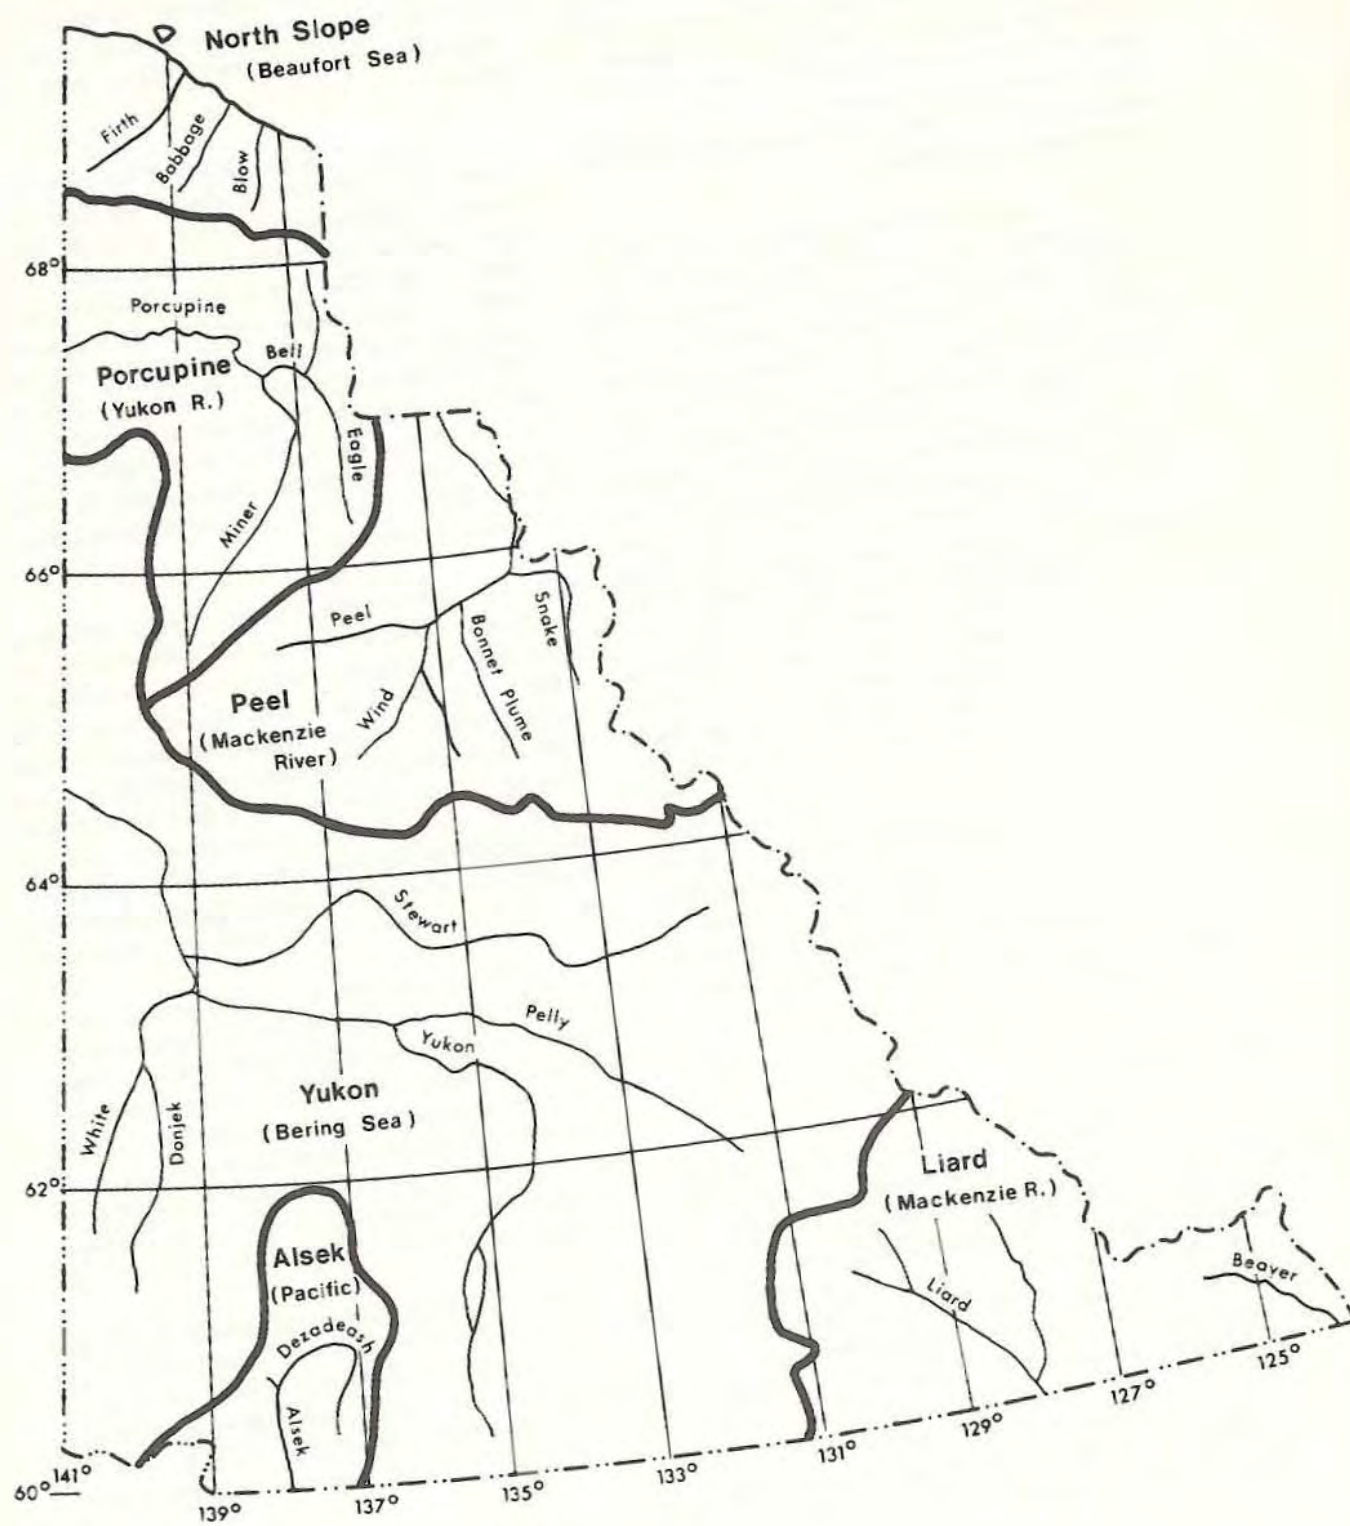 North Slope
(Beaufort Sea)
Firth
Babbage
Blow
68°
Porcupine
Bell
Porcupine
(Yukon R.)
Eagle
Miner
66°
Peel
Snake
Bonnet Plume
Wind
Peel
(Mackenzie
River)
64°
Stewart
Pelly
Yukon
Yukon
(Bering Sea)
White
Donjek
62°
Liard
(Mackenzie R.)
Alsek
(Pacific)
Dezadeash
Alsek
Liard
Beaver
60°
141°
139°
137°
135°
133°
131°
129°
127°
125°